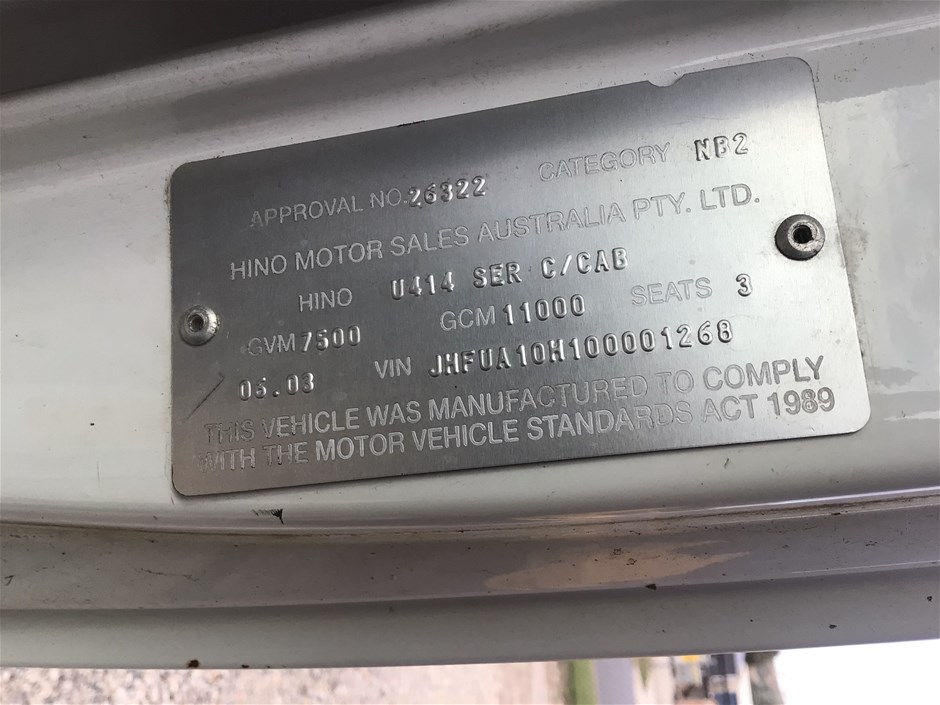 APPROVAL NO. 26322 CATEGORY NB2
HINO MOTOR SALES AUSTRALIA PTY. LTD.
HINO U414 SER C/CAB
GVM 7500 GCM 11000 SEATS 3
05.03 VIN JHFUA10H100001268
THIS VEHICLE WAS MANUFACTURED TO COMPLY
WITH THE MOTOR VEHICLE STANDARDS ACT 1989